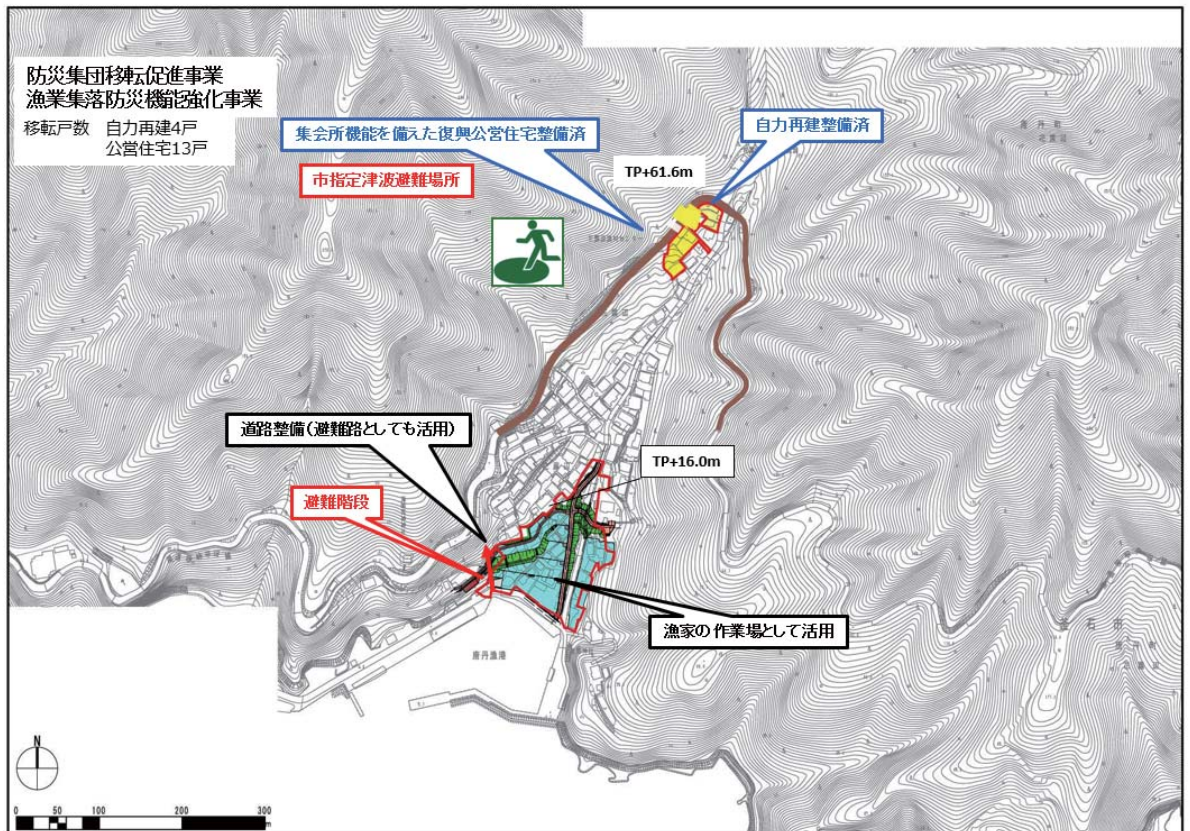 防災集団移転促進事業
漁業集落防災機能強化事業
移転戸数 自力再建4戸
公営住宅13戸
集会所機能を備えた復興公営住宅整備済
自力再建整備済
市指定津波避難場所
TP+61.6m
道路整備(避難路としても活用)
TP+16.0m
避難階段
漁家の作業場として活用
唐丹漁港
N
0 50 100 200 300
m